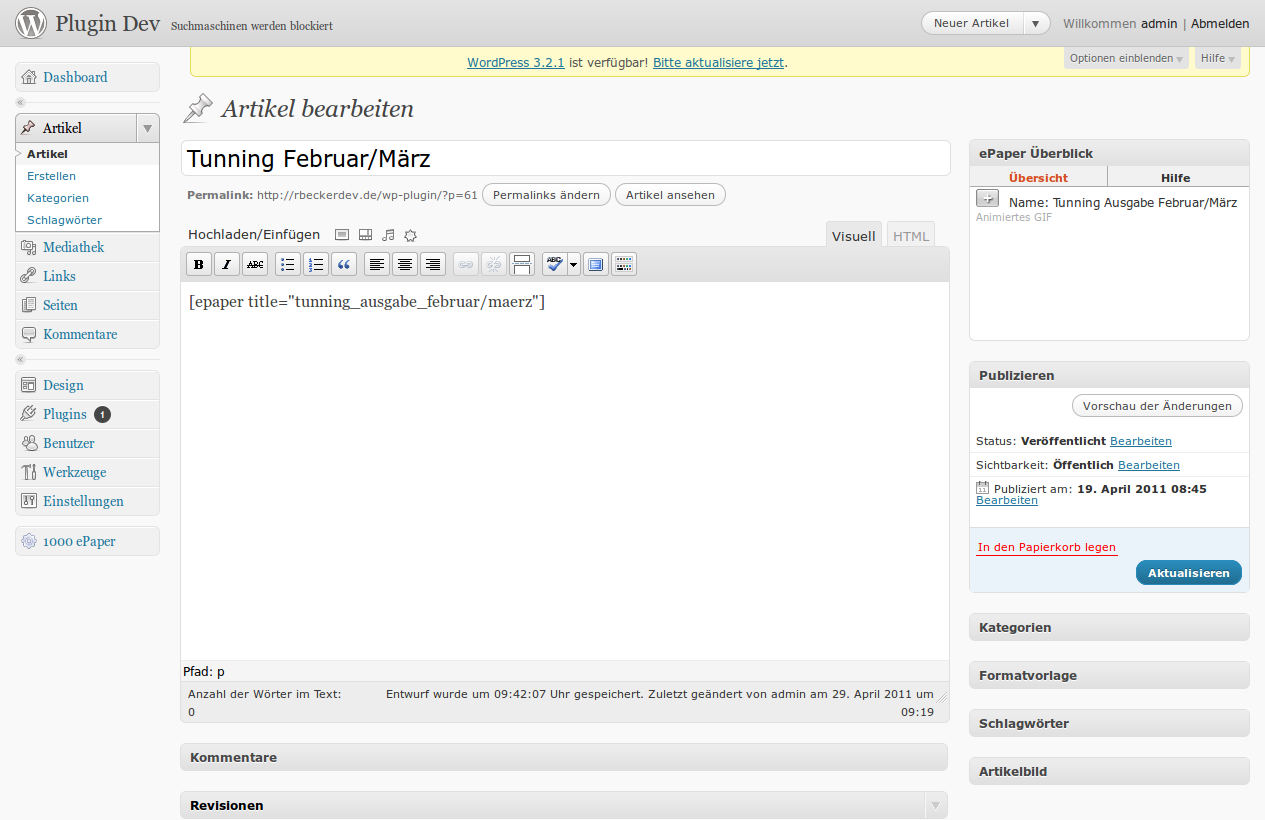 Plugin Dev Suchmaschinen werden blockiert
Neuer Artikel
Willkommen admin | Abmelden
WordPress 3.2.1 ist verfügbar! Bitte aktualisiere jetzt.
Optionen einblenden
Hilfe
Dashboard
Artikel
Artikel
Erstellen
Kategorien
Schlagwörter
Mediathek
Links
Seiten
Kommentare
Design
Plugins 1
Benutzer
Werkzeuge
Einstellungen
1000 ePaper
Artikel bearbeiten
Tunning Februar/März
Permalink: http://rbeckerdev.de/wp-plugin/?p=61 Permalinks ändern Artikel ansehen
Hochladen/Einfügen
Visuell HTML
B I ABC ABC
[epaper title="tunning_ausgabe_februar/maerz"]
Pfad: p
Anzahl der Wörter im Text:
0
Entwurf wurde um 09:42:07 Uhr gespeichert. Zuletzt geändert von admin am 29. April 2011 um
09:19
Kommentare
Revisionen
ePaper Überblick
Übersicht Hilfe
Name: Tunning Ausgabe Februar/März
Animiertes GIF
Publizieren
Vorschau der Änderungen
Status: Veröffentlicht Bearbeiten
Sichtbarkeit: Öffentlich Bearbeiten
Publiziert am: 19. April 2011 08:45
Bearbeiten
In den Papierkorb legen
Aktualisieren
Kategorien
Formatvorlage
Schlagwörter
Artikelbild